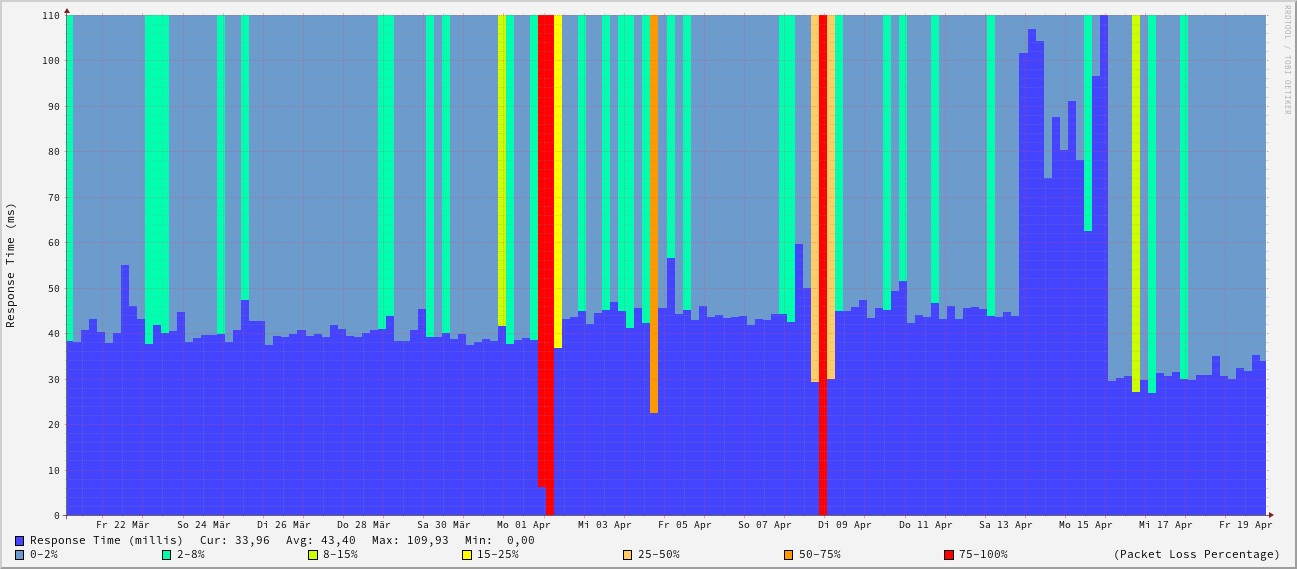 RRDTOOL / TOBI OETIKER
Response Time (ms)
110
100
90
80
70
60
50
40
30
20
10
0
Fr 22 Mär So 24 Mär Di 26 Mär Do 28 Mär Sa 30 Mär Mo 01 Apr Mi 03 Apr Fr 05 Apr So 07 Apr Di 09 Apr Do 11 Apr Sa 13 Apr Mo 15 Apr Mi 17 Apr Fr 19 Apr
Response Time (millis) Cur: 33,96 Avg: 43,40 Max: 109,93 Min: 0,00
0-2% 2-8% 8-15% 15-25% 25-50% 50-75% 75-100% (Packet Loss Percentage)